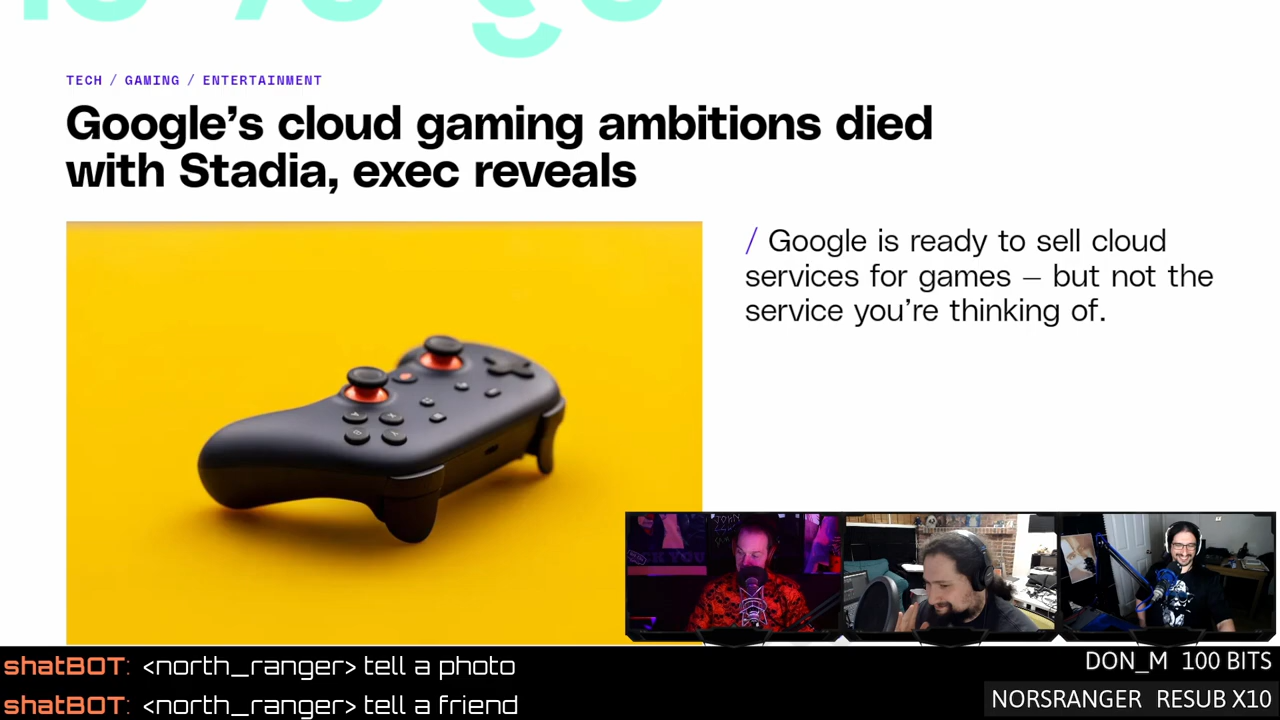 TECH / GAMING / ENTERTAINMENT
Google’s cloud gaming ambitions died
with Stadia, exec reveals
/ Google is ready to sell cloud
services for games — but not the
service you’re thinking of.
shatBOT: <north_ranger> tell a photo
shatBOT: <north_ranger> tell a friend
DON_M 100 BITS
NORSRANGER RESUB X10